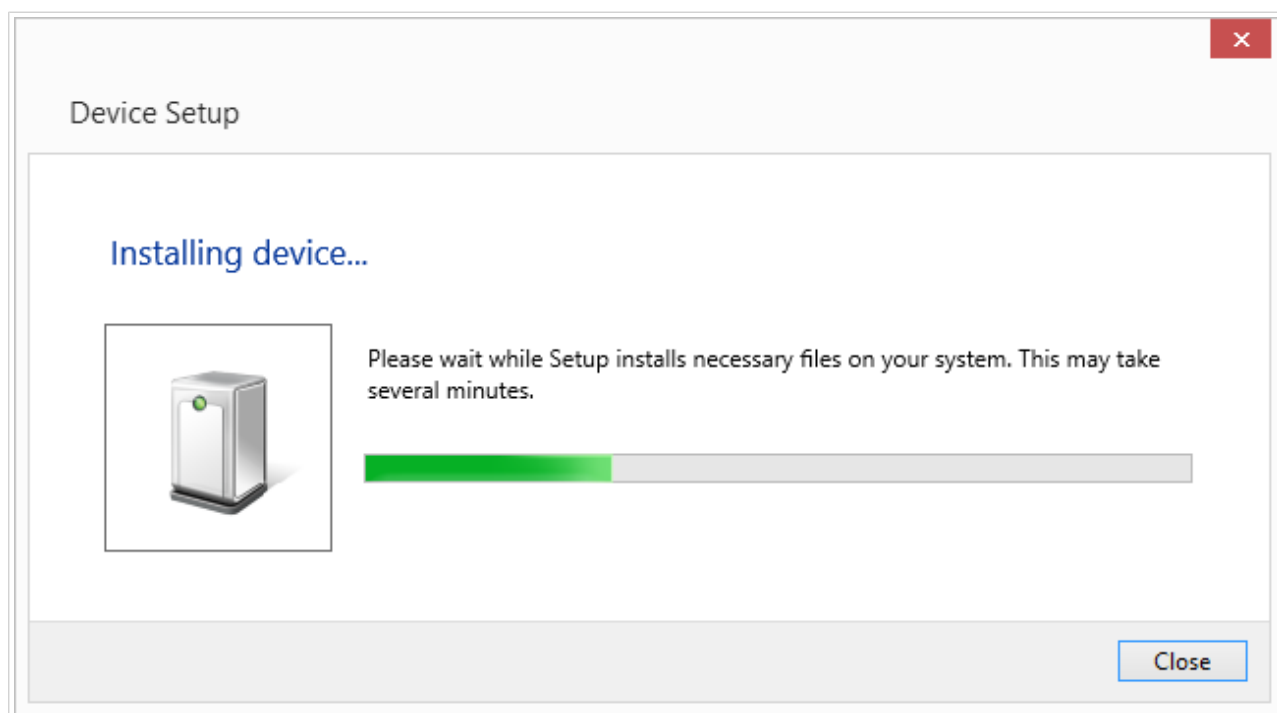 Device Setup
Installing device...
Please wait while Setup installs necessary files on your system. This may take
several minutes.
Close